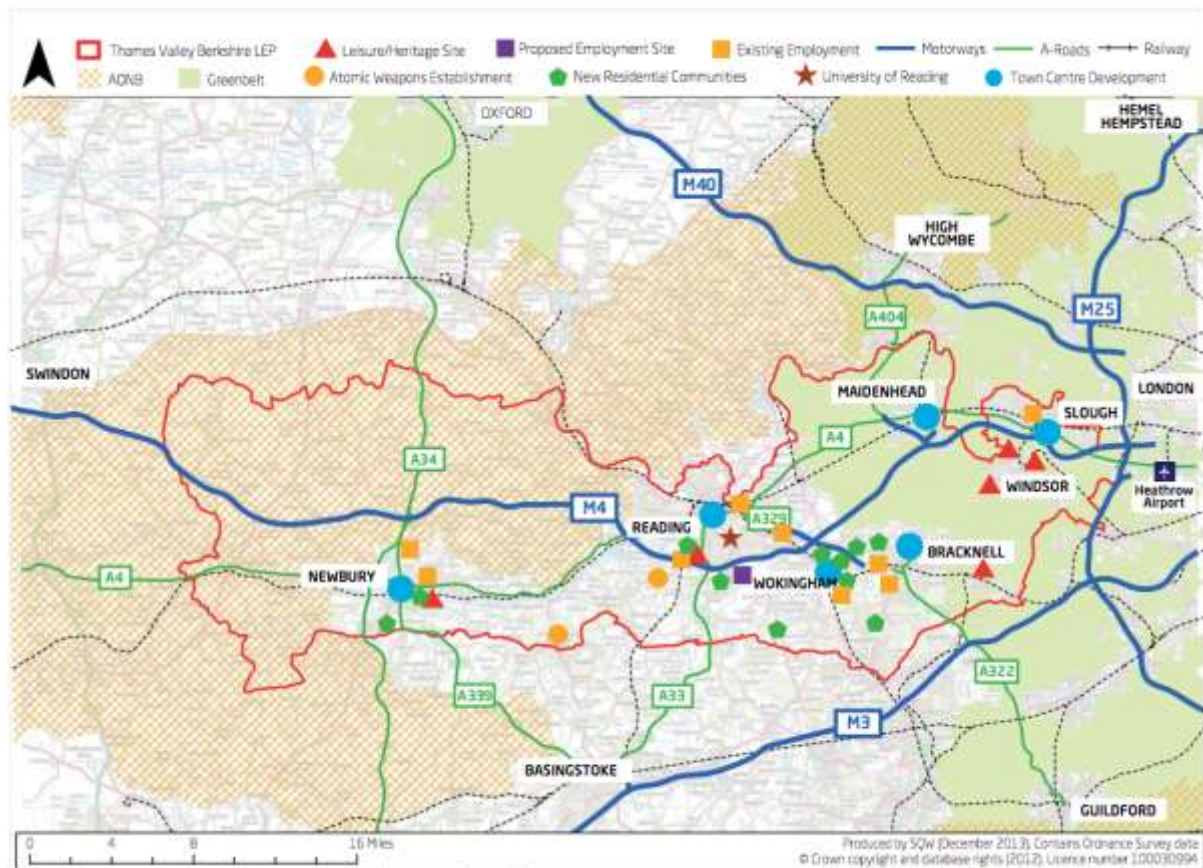 Thames Valley Berkshire LEP Leisure/Heritage Site Proposed Employment Site Existing Employment Motorways A-Roads Railway
AONB Greenbelt Atomic Weapons Establishment New Residential Communities University of Reading Town Centre Development
OXFORD
HEMEL
HEMPSTEAD
M40
HIGH
WYCOMBE
M25
A404
SWINDON
MAIDENHEAD
LONDON
SLOUGH
A4
A34
WINDSOR
Heathrow
Airport
M4
READING
A329
BRACKNELL
A4
NEWBURY
WOKINGHAM
A322
A339
A33
M3
BASINGSTOKE
GUILDFORD
0 4 8 16 Miles
Produced by SQW (December 2013). Contains Ordnance Survey data
© Crown copyright and database rights (2012). Licence number 100030994